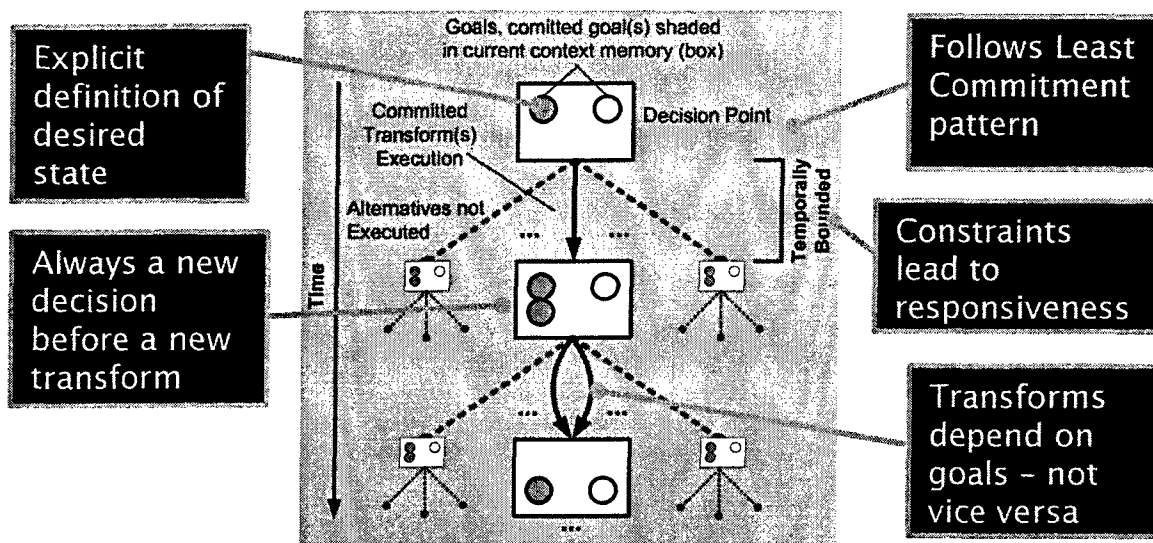 Goals, comitted goal(s) shaded
in current context memory (box)
Explicit
definition of
desired
state
Follows Least
Commitment
pattern
Committed
Transform(s)
Execution
Decision Point
Alternatives not
Executed
...
...
Temporally
Bounded
Time
Always a new
decision
before a new
transform
Constraints
lead to
responsiveness
...
...
Transforms
depend on
goals – not
vice versa
...